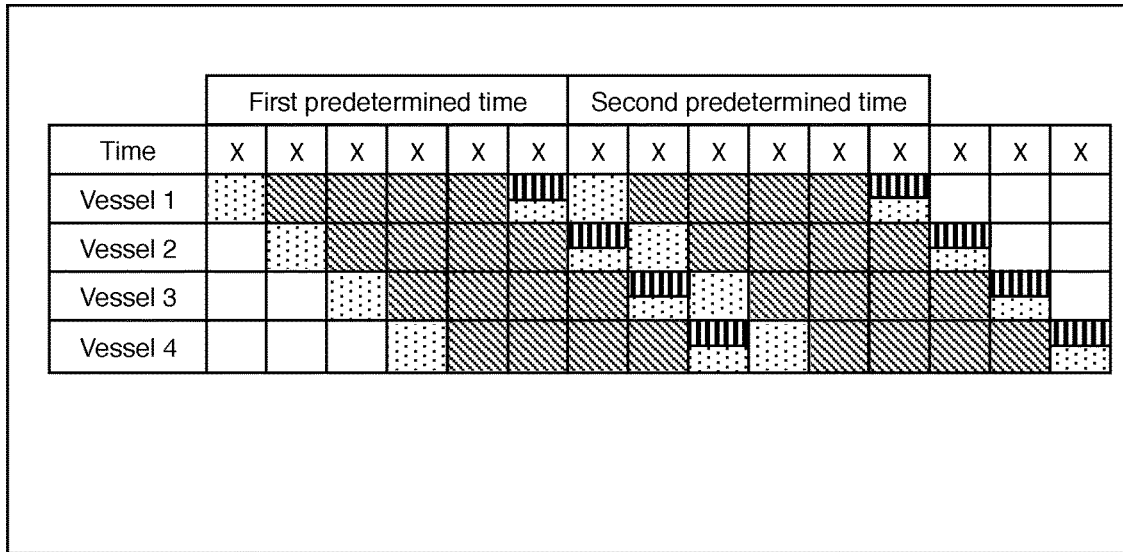 First predetermined time Second predetermined time
Time X X X X X X X X X X X X X X X
Vessel 1
Vessel 2
Vessel 3
Vessel 4